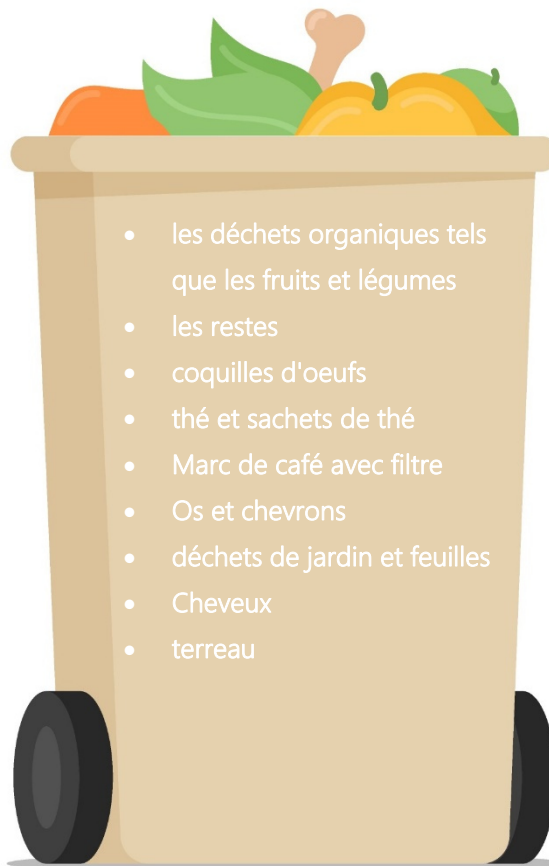 • les déchets organiques tels
que les fruits et légumes
• les restes
• coquilles d'oeufs
• thé et sachets de thé
• Marc de café avec filtre
• Os et chevrons
• déchets de jardin et feuilles
• Cheveux
• terreau